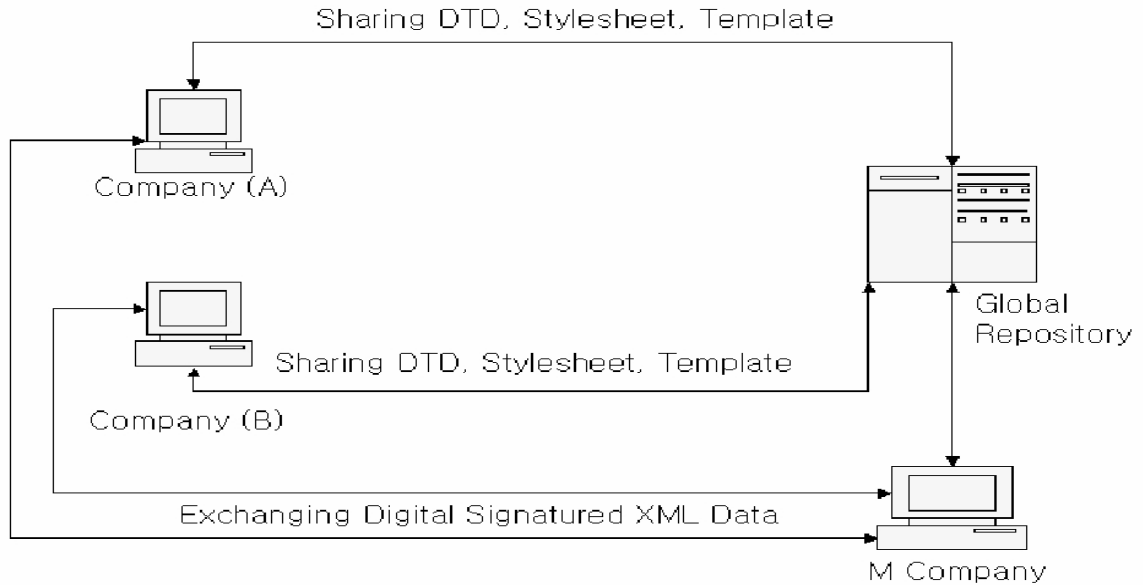 Sharing DTD, Stylesheet, Template
Company (A)
Global
Repository
Sharing DTD, Stylesheet, Template
Company (B)
Exchanging Digital Signatured XML Data
M Company